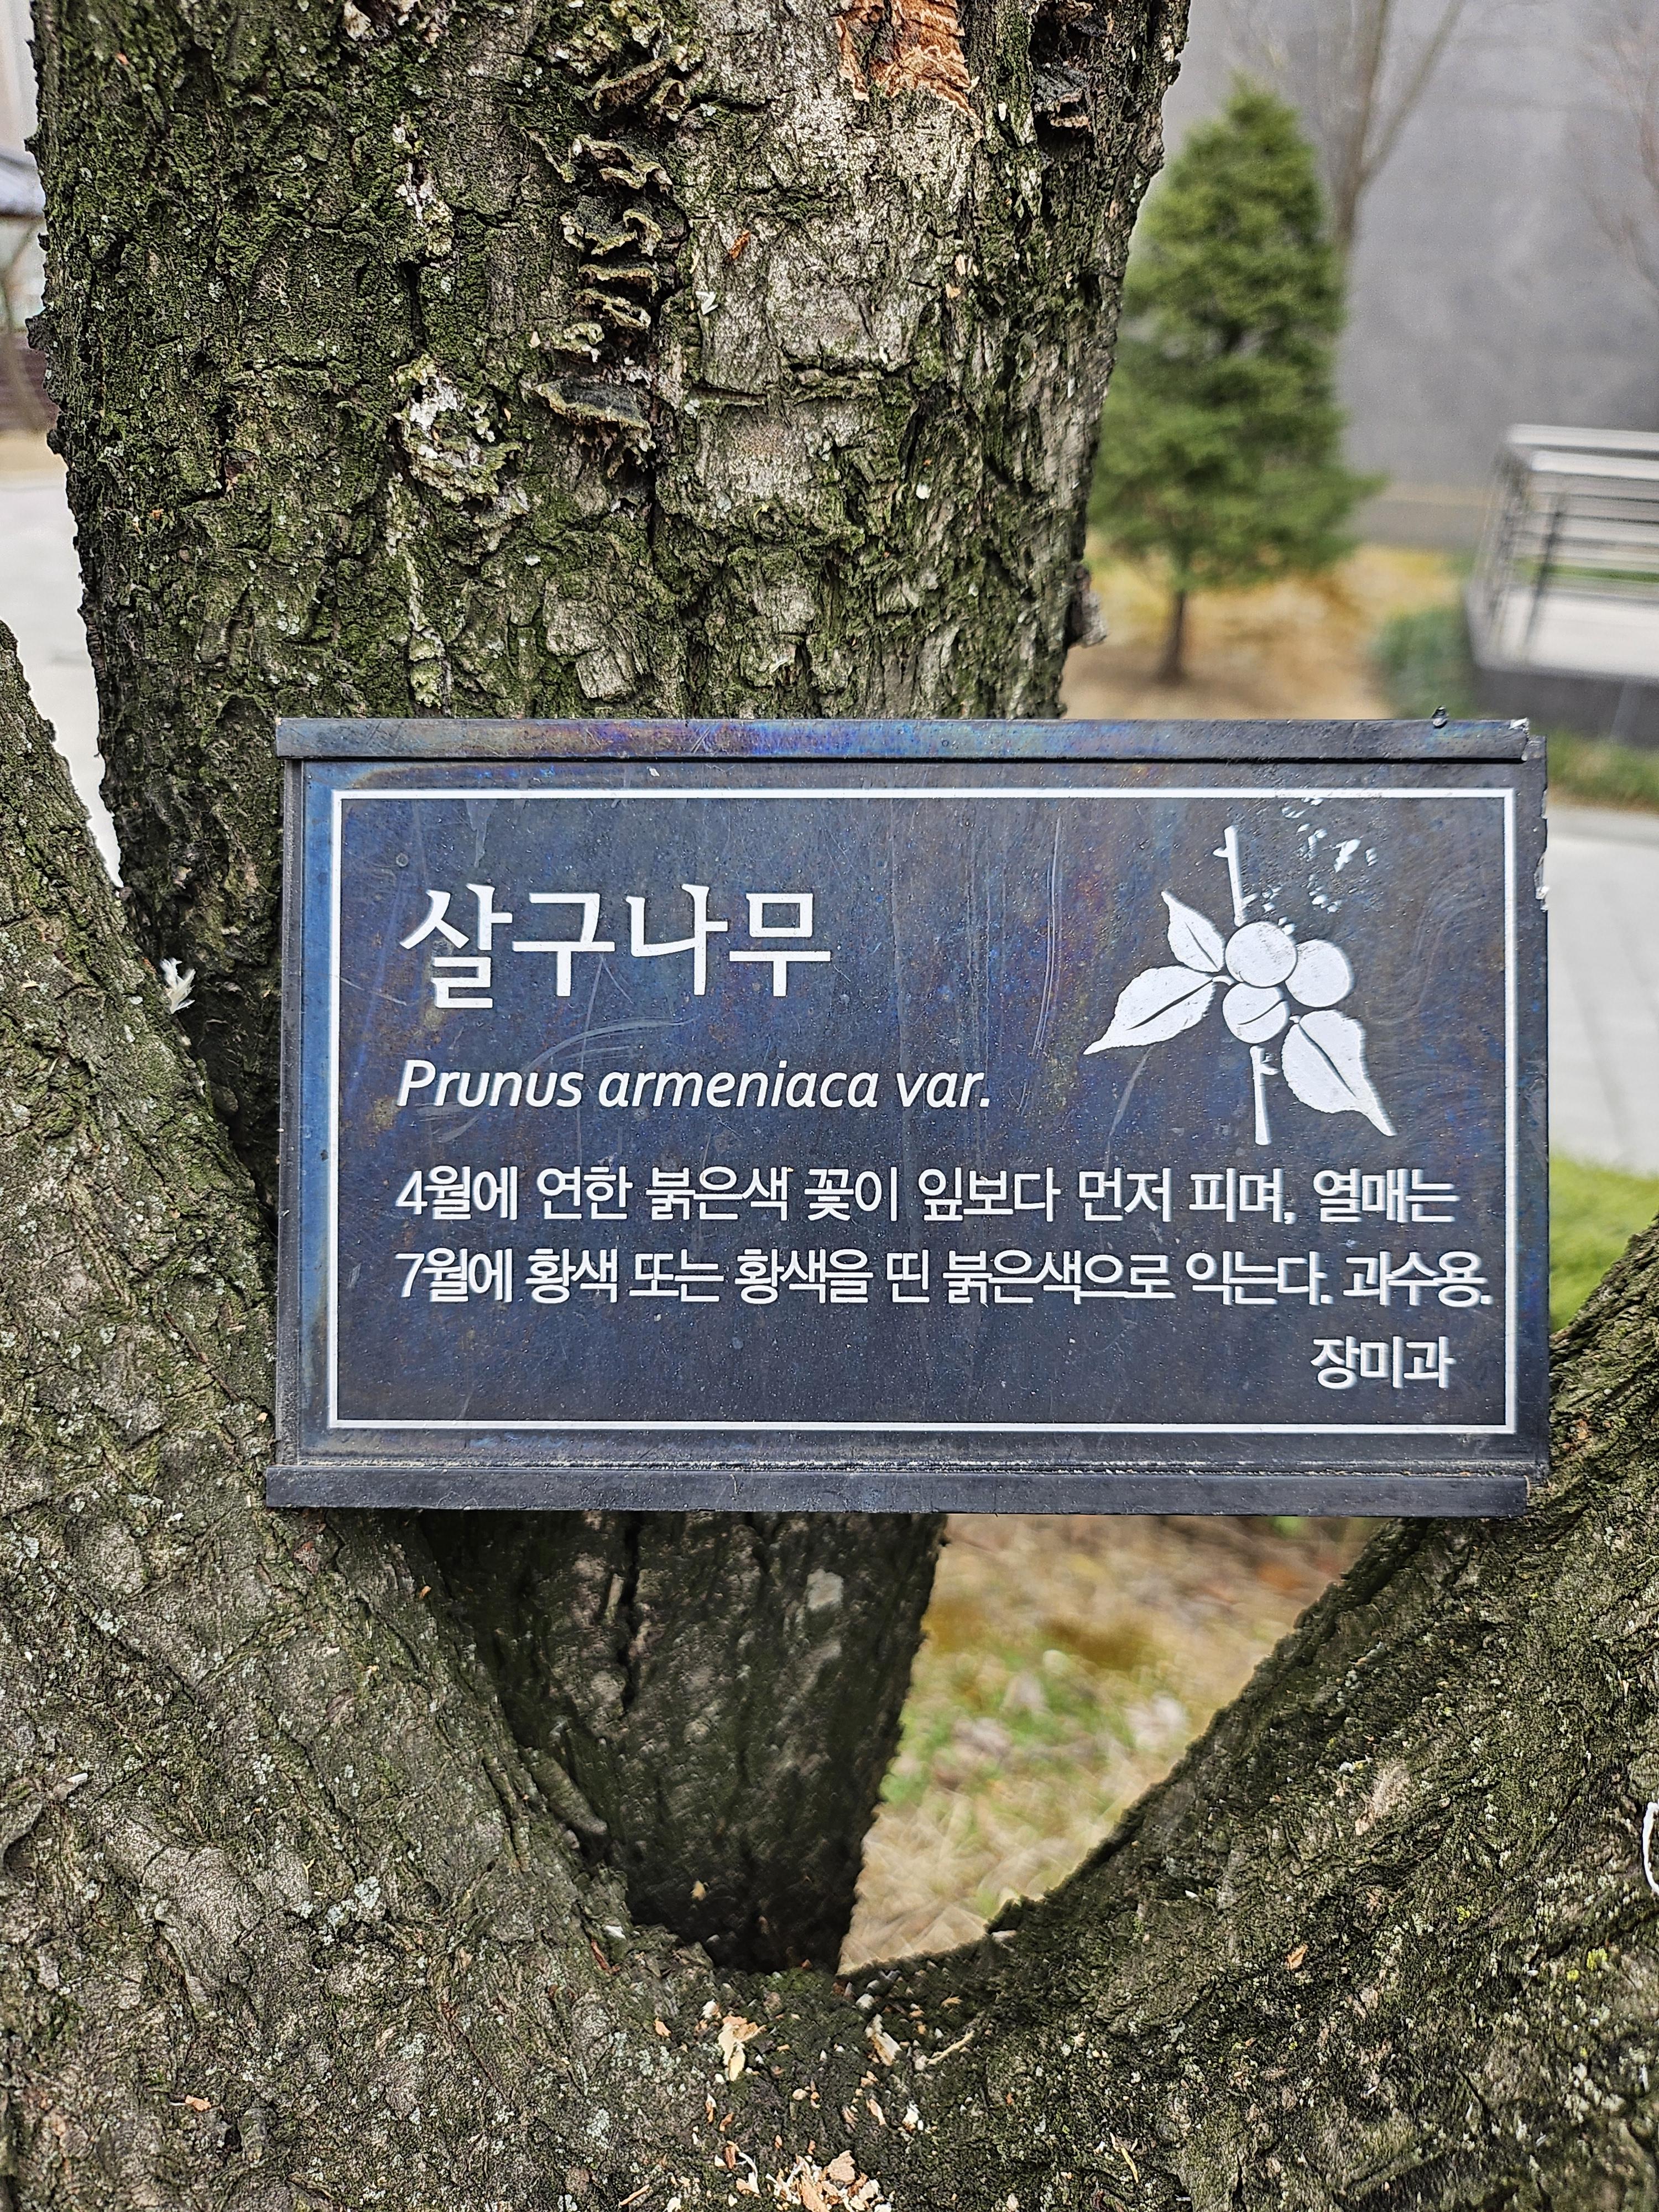 살구나무
Prunus armeniaca var.
4월에 연한 붉은색 꽃이 잎보다 먼저 피며, 열매는
7월에 황색 또는 황색을 띤 붉은색으로 익는다. 과수용.
장미과